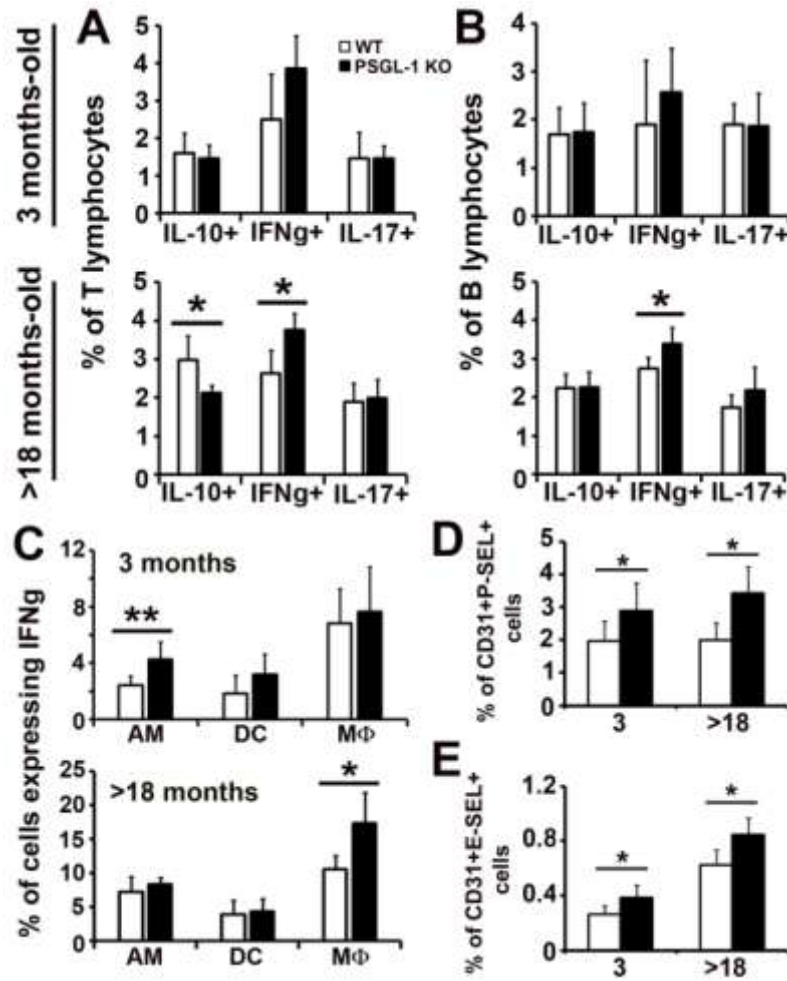 A
B
WT
PSGL-1 KO
3 months-old
>18 months-old
% of T lymphocytes
% of B lymphocytes
5
4
3
2
1
0
IL-10+ IFNg+ IL-17+
4
3
2
1
0
IL-10+ IFNg+ IL-17+
5
4
3
2
1
0
* *
IL-10+ IFNg+ IL-17+
5
4
3
2
1
0
*
IL-10+ IFNg+ IL-17+
C
3 months
% of cells expressing IFNg
12
8
4
0
**
AM DC MΦ
>18 months
25
20
15
10
5
0
*
AM DC MΦ
D
% of CD31+P-SEL+
cells
5
4
3
2
1
0
* *
3 >18
E
% of CD31+E-SEL+
cells
1.2
0.8
0.4
0
* *
3 >18